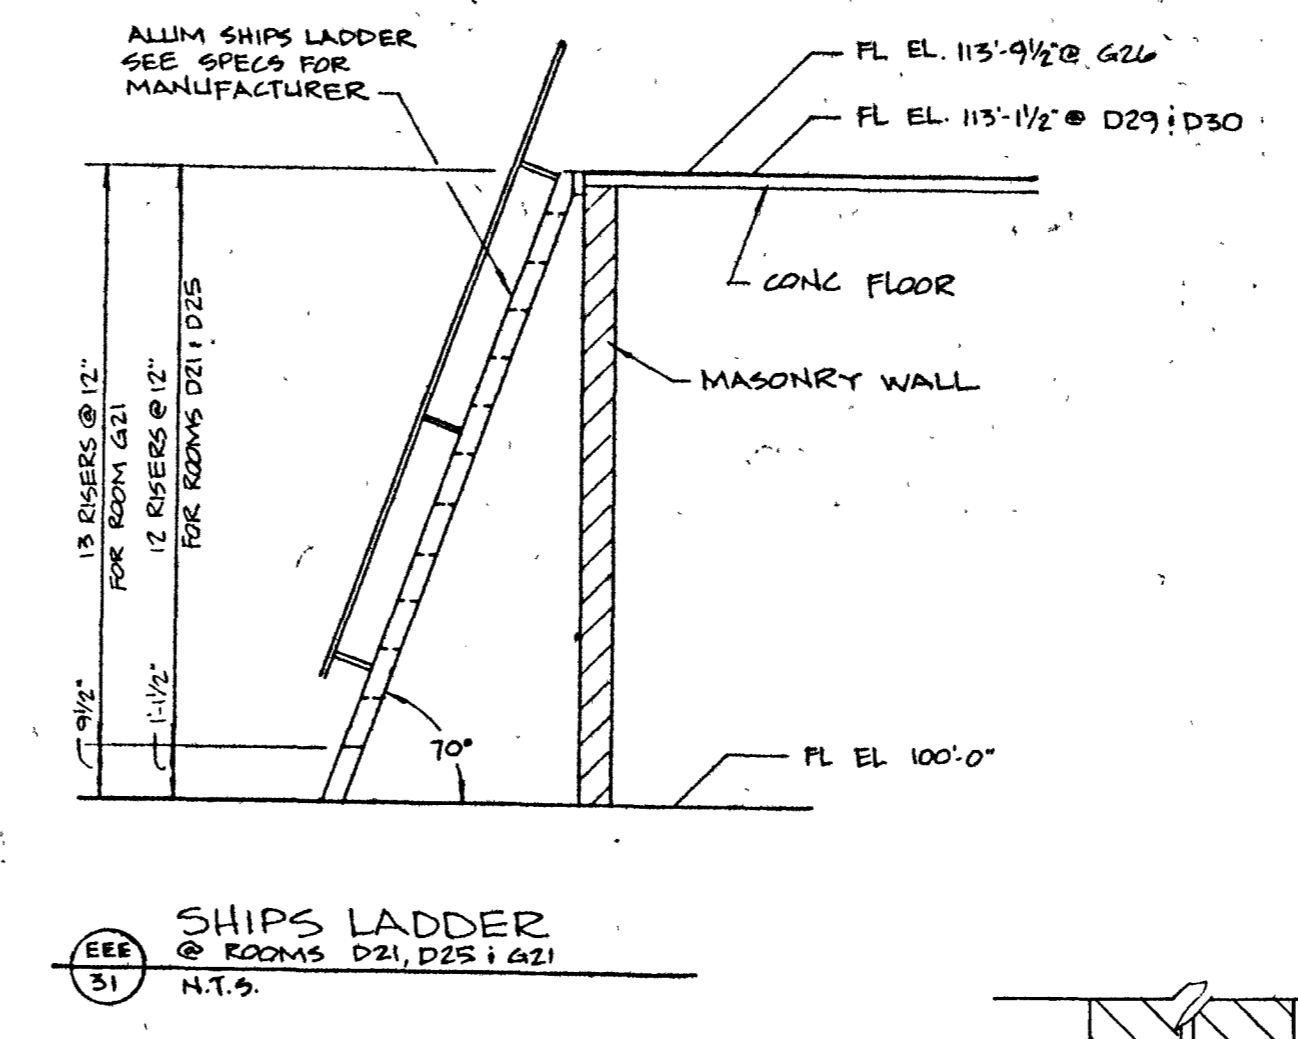 ALUM SHIPS LADDER
SEE SPECS FOR
MANUFACTURER
FL EL. 113'-9½" @ G26
FL EL. 113'-1½" @ D29 & D30
CONC FLOOR
MASONRY WALL
13 RISERS @ 12"
FOR ROOM G21
12 RISERS @ 12"
FOR ROOMS D21 & D25
9½"
1'-1½"
70°
FL EL 100'-0"
SHIPS LADDER
@ ROOMS D21, D25 & G21
N.T.S.
EEE
31